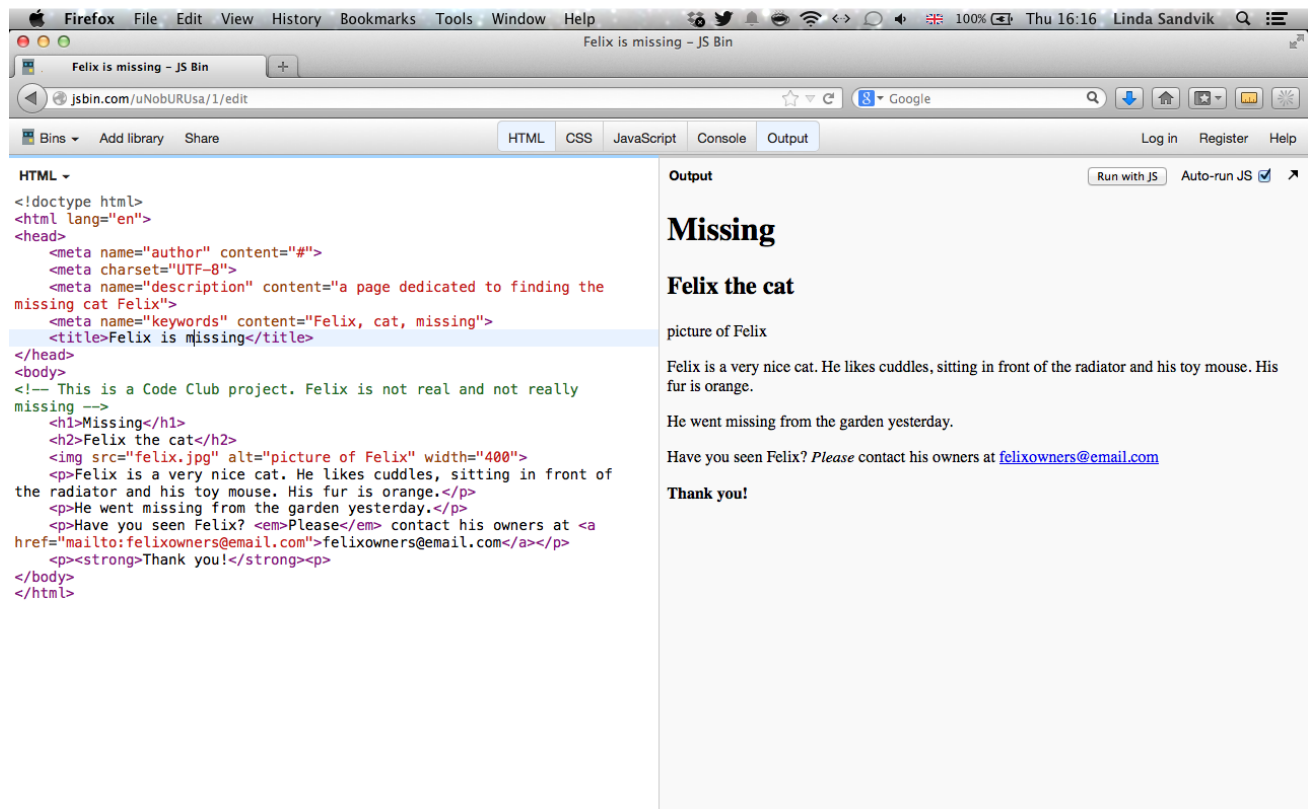 Firefox File Edit View History Bookmarks Tools Window Help 100% Thu 16:16 Linda Sandvik
Felix is missing – JS Bin
Felix is missing – JS Bin
jsbin.com/uNobURUsa/1/edit Google
Bins Add library Share HTML CSS JavaScript Console Output Log in Register Help
HTML
<!doctype html>
<html lang="en">
<head>
    <meta name="author" content="#">
    <meta charset="UTF-8">
    <meta name="description" content="a page dedicated to finding the
missing cat Felix">
    <meta name="keywords" content="Felix, cat, missing">
    <title>Felix is missing</title>
</head>
<body>
<!-- This is a Code Club project. Felix is not real and not really
missing -->
    <h1>Missing</h1>
    <h2>Felix the cat</h2>
    <img src="felix.jpg" alt="picture of Felix" width="400">
    <p>Felix is a very nice cat. He likes cuddles, sitting in front of
the radiator and his toy mouse. His fur is orange.</p>
    <p>He went missing from the garden yesterday.</p>
    <p>Have you seen Felix? <em>Please</em> contact his owners at <a
href="mailto:felixowners@email.com">felixowners@email.com</a></p>
    <p><strong>Thank you!</strong><p>
</body>
</html>
Output Run with JS Auto-run JS
Missing
Felix the cat
picture of Felix
Felix is a very nice cat. He likes cuddles, sitting in front of the radiator and his toy mouse. His
fur is orange.
He went missing from the garden yesterday.
Have you seen Felix? Please contact his owners at felixowners@email.com
Thank you!